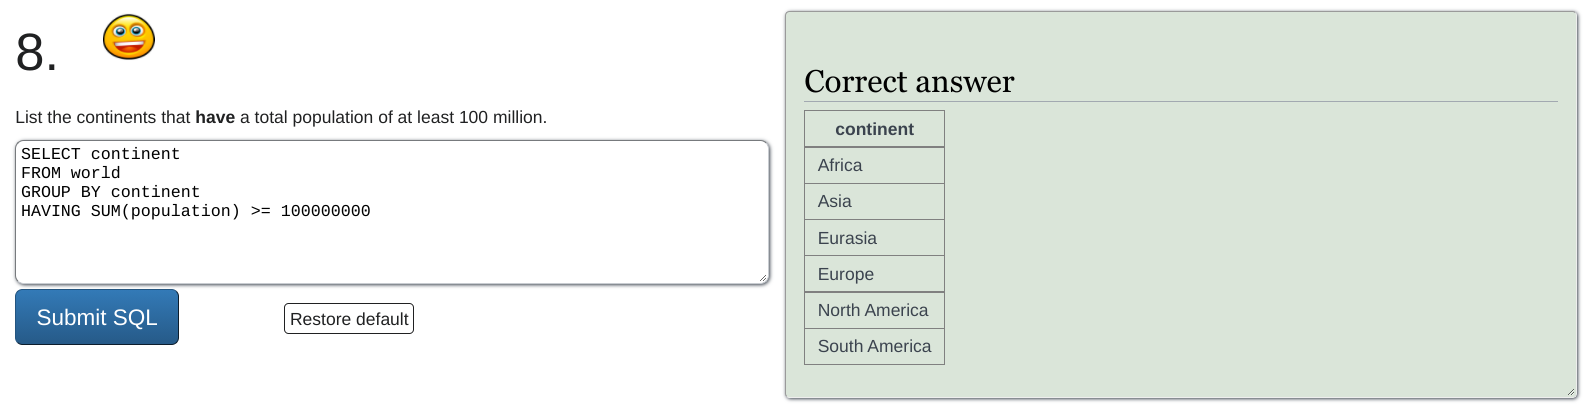 8.
List the continents that have a total population of at least 100 million.
SELECT continent
FROM world
GROUP BY continent
HAVING SUM(population) >= 100000000
Submit SQL
Restore default
Correct answer
continent
Africa
Asia
Eurasia
Europe
North America
South America